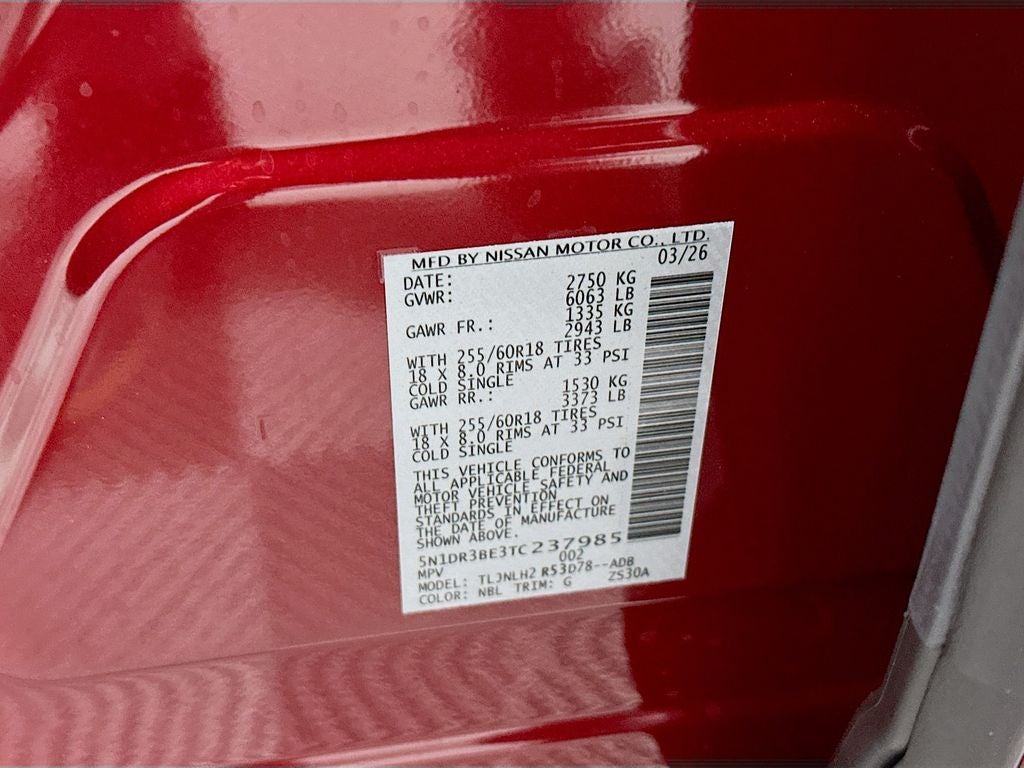 MFD BY NISSAN MOTOR CO., LTD.
DATE: 03/26
GVWR: 2750 KG
6063 LB
GAWR FR.: 1335 KG
2943 LB
WITH 255/60R18 TIRES
18 X 8.0 RIMS AT 33 PSI
COLD SINGLE
GAWR RR.: 1530 KG
3373 LB
WITH 255/60R18 TIRES
18 X 8.0 RIMS AT 33 PSI
COLD SINGLE
THIS VEHICLE CONFORMS TO
ALL APPLICABLE FEDERAL
MOTOR VEHICLE SAFETY AND
THEFT PREVENTION
STANDARDS IN EFFECT ON
THE DATE OF MANUFACTURE
SHOWN ABOVE.
5N1DR3BE3TC237985
MPV 002
MODEL: R53D78--ADB
COLOR: NBL TRIM: G ZS30A